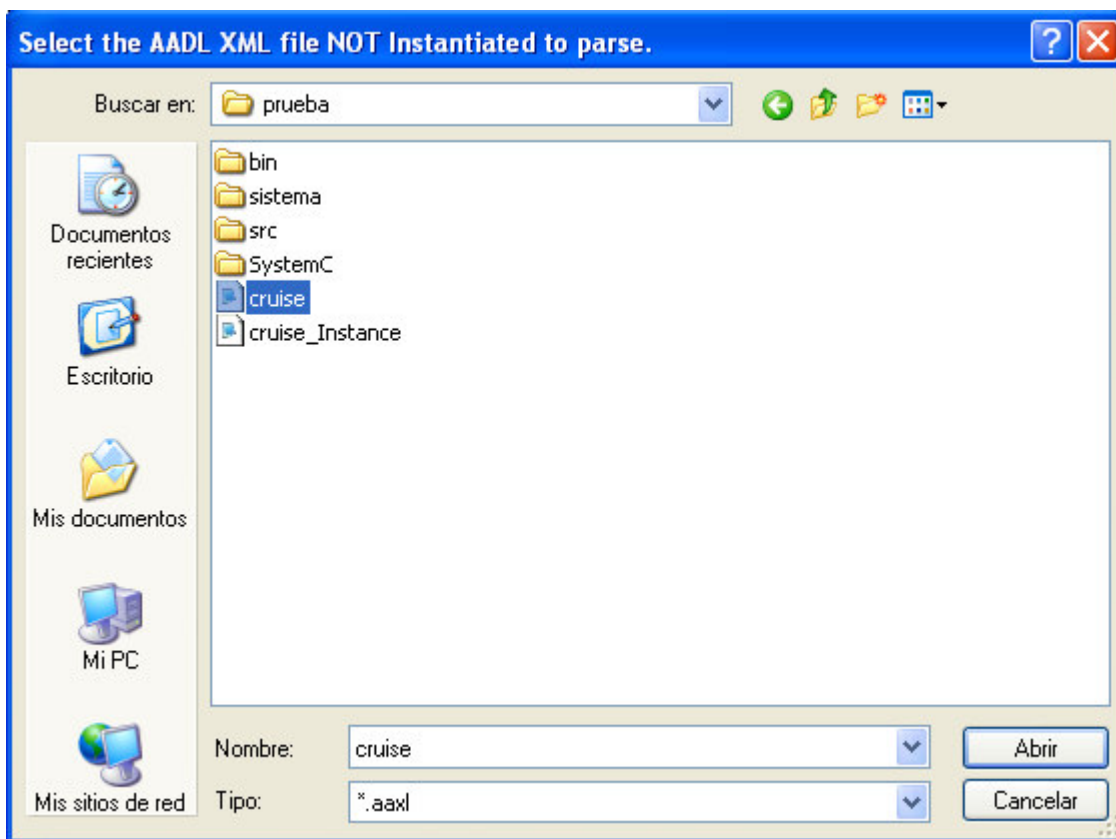 Select the AADL XML file NOT Instantiated to parse.
Buscar en: prueba
bin
sistema
src
SystemC
cruise
cruise_Instance
Documentos
recientes
Escritorio
Mis documentos
Mi PC
Mis sitios de red
Nombre: cruise Abrir
Tipo: *.aaxl Cancelar